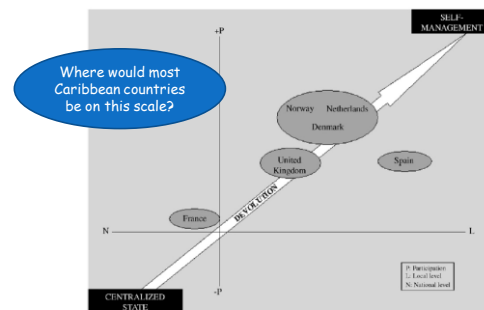 SELF-
MANAGEMENT
+P
Where would most
Caribbean countries
be on this scale?
Norway Netherlands
Denmark
United
Kingdom
Spain
DEVOLUTION
France
N
L
P: Participation
L: Local level
N: National level
-P
CENTRALIZED
STATE